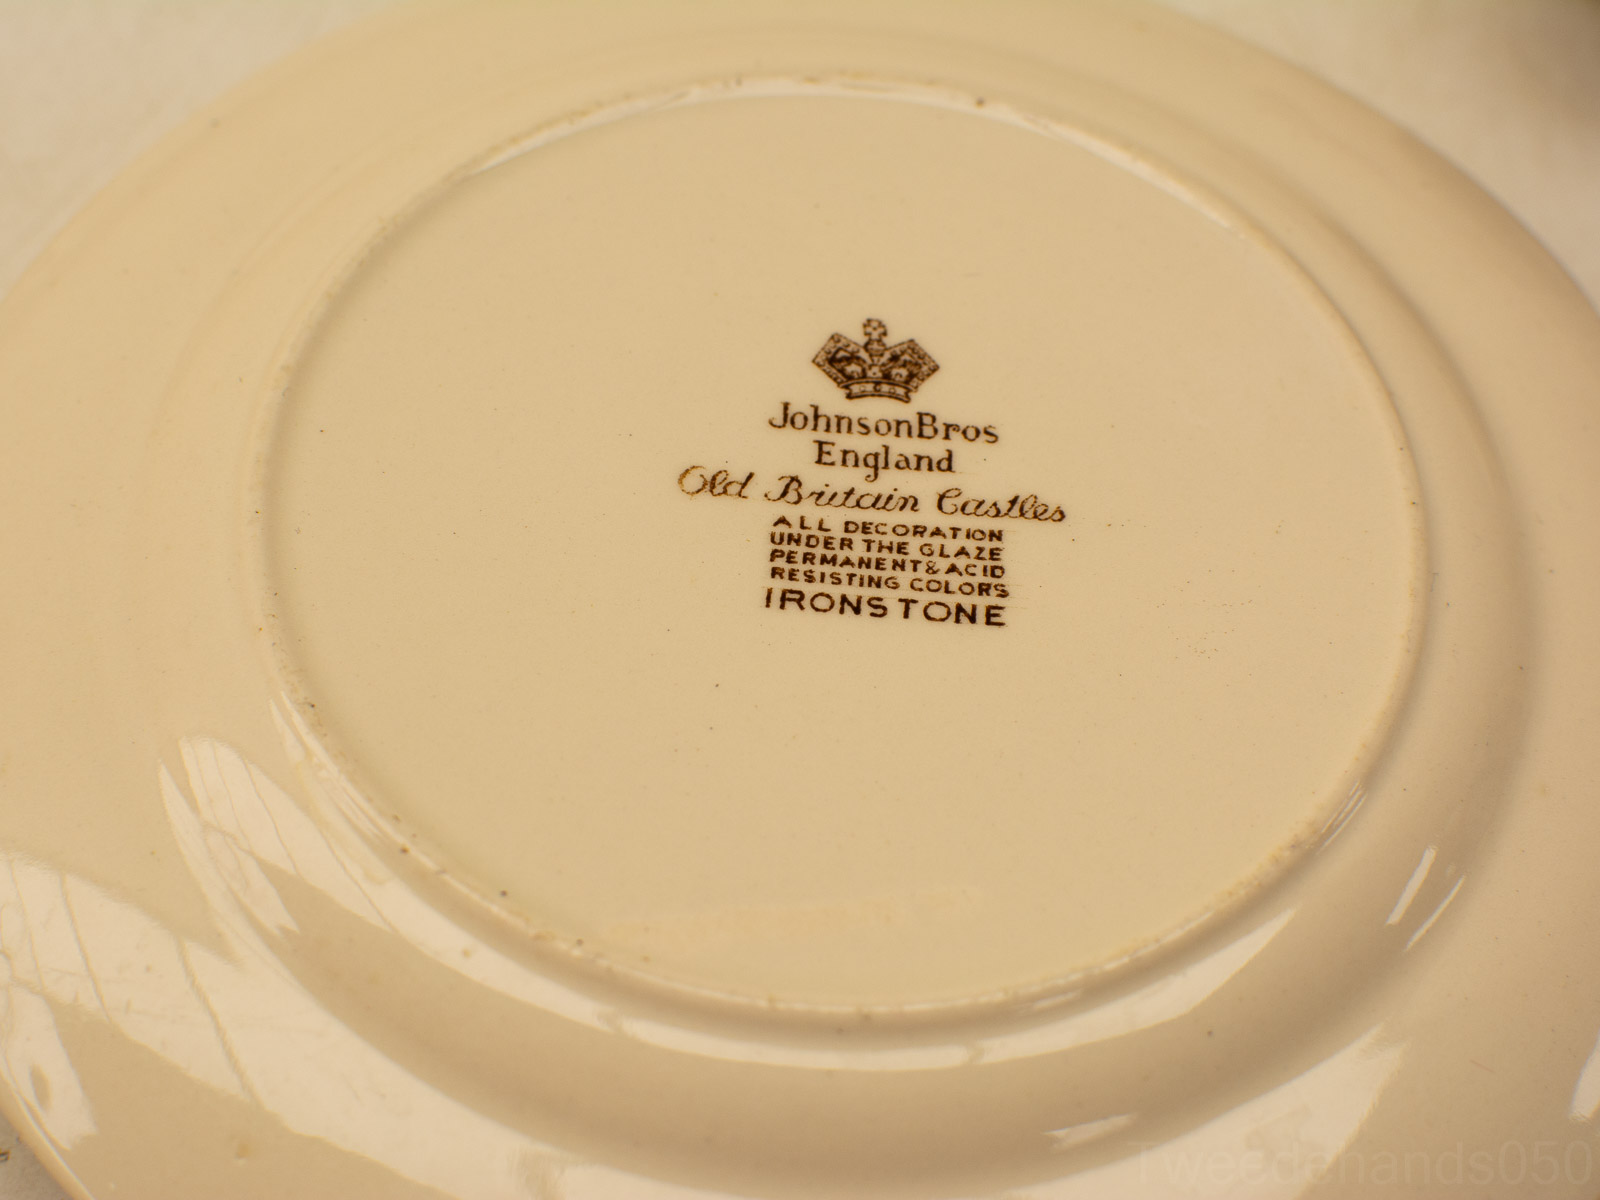 JohnsonBros
England
Old Britain Castles
ALL DECORATION
UNDER THE GLAZE
PERMANENT & ACID
RESISTING COLORS
IRONSTONE
Tweedehands050